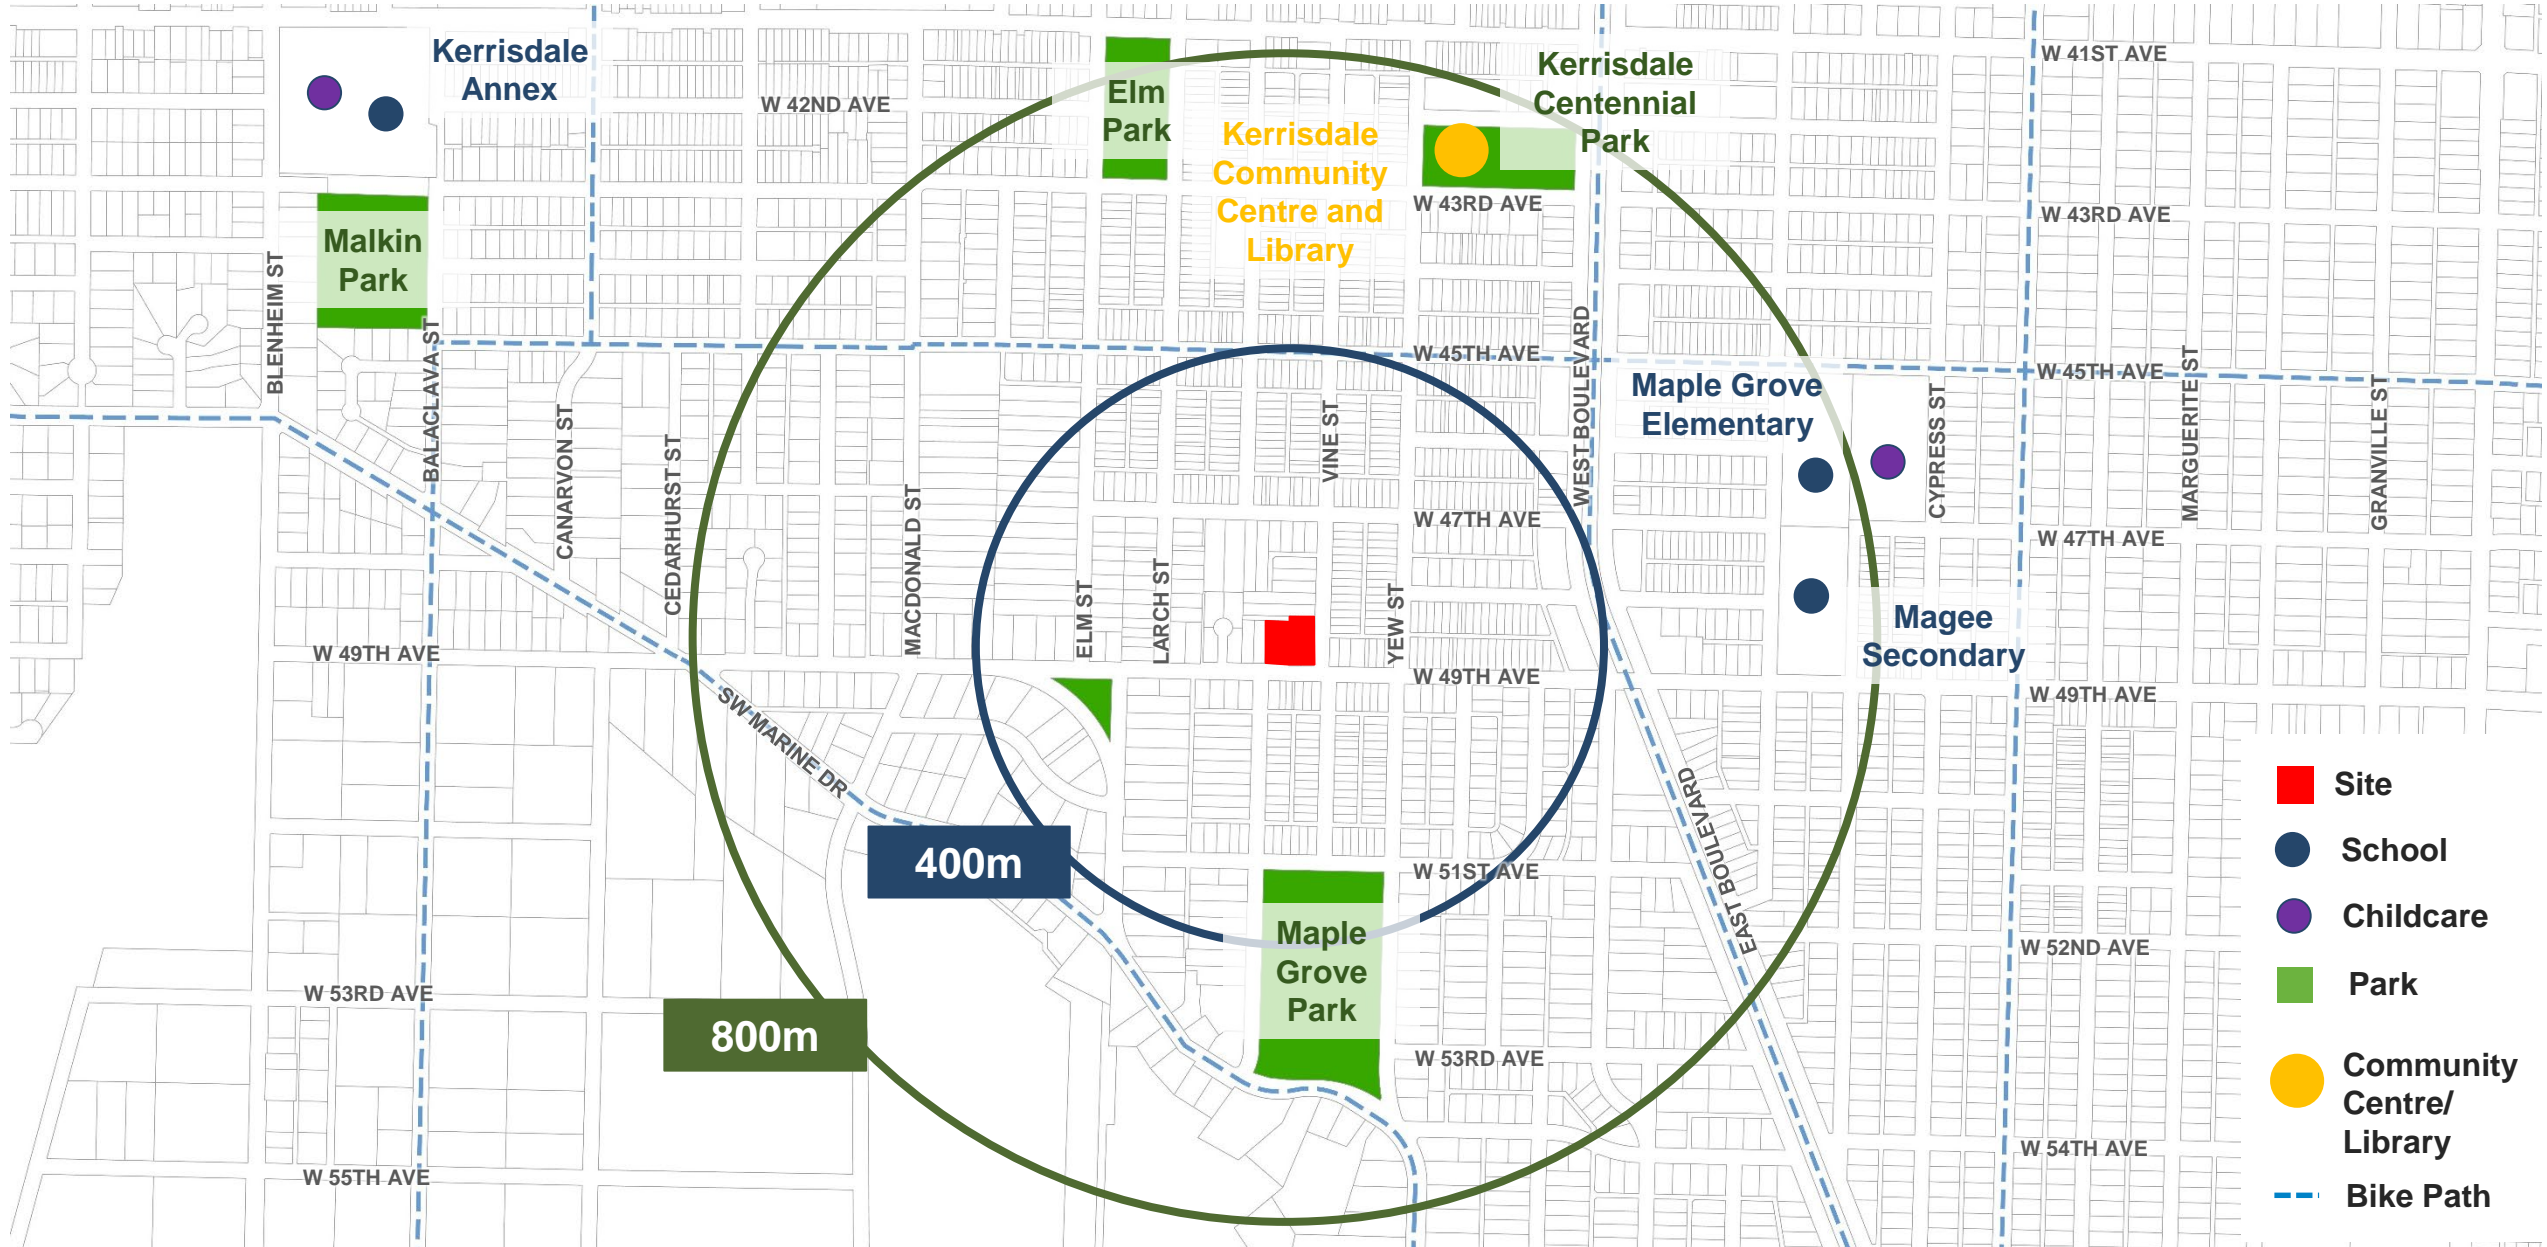 Kerrisdale
Annex
W 42ND AVE
Elm
Park
Kerrisdale
Community
Centre and
Library
Kerrisdale
Centennial
Park
W 41ST AVE
W 43RD AVE
W 43RD AVE
Malkin
Park
BLENHEIM ST
BALACLAVA ST
CANARVON ST
CEDARHURST ST
MACDONALD ST
ELM ST
LARCH ST
VINE ST
YEW ST
WEST BOULEVARD
W 45TH AVE
W 45TH AVE
Maple Grove
Elementary
CYPRESS ST
MARGUERITE ST
GRANVILLE ST
W 47TH AVE
W 47TH AVE
Magee
Secondary
W 49TH AVE
W 49TH AVE
W 49TH AVE
SW MARINE DR
EAST BOULEVARD
400m
W 51ST AVE
Maple
Grove
Park
W 52ND AVE
W 53RD AVE
800m
W 53RD AVE
W 54TH AVE
W 55TH AVE
Site
School
Childcare
Park
Community
Centre/
Library
Bike Path